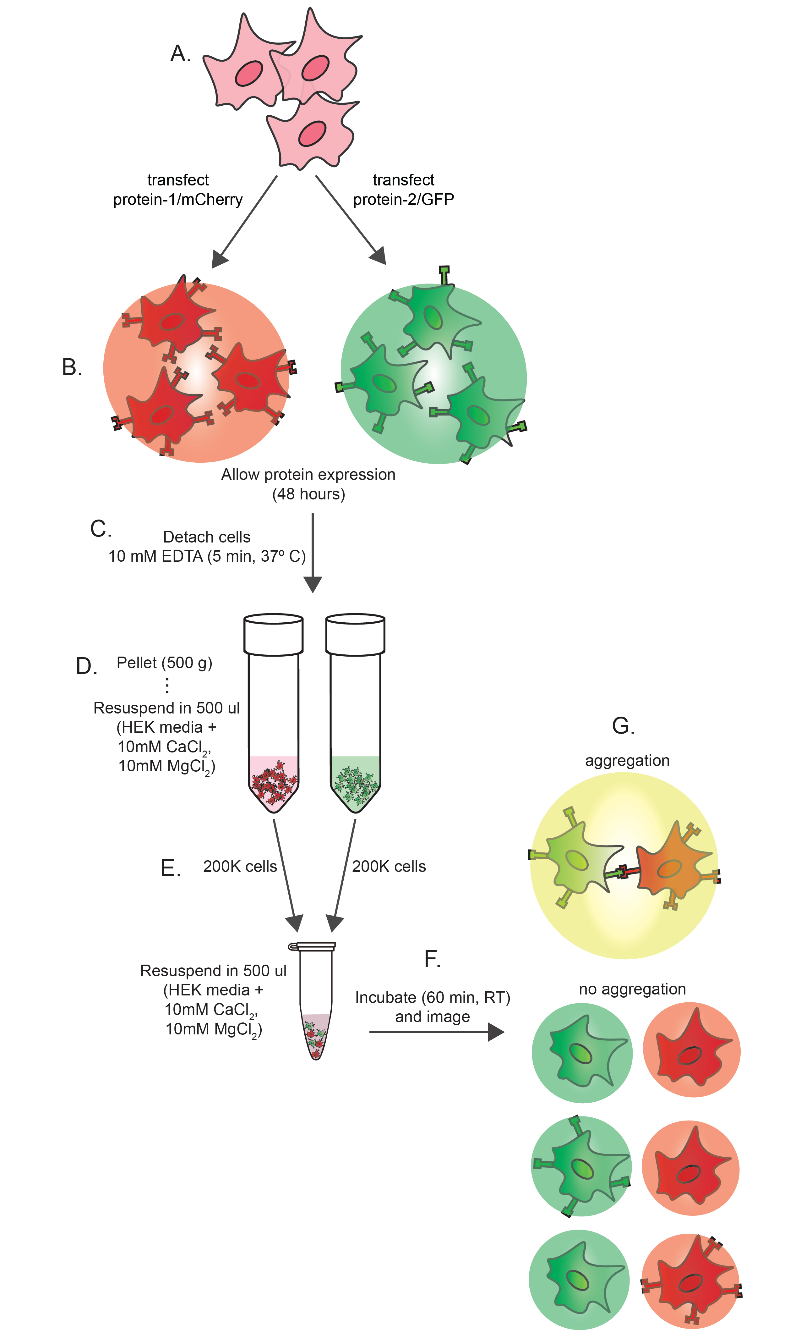 A.
transfect
protein-1/mCherry
transfect
protein-2/GFP
B.
Allow protein expression
(48 hours)
C.
Detach cells
10 mM EDTA (5 min, 37º C)
D.
Pellet (500 g)
Resuspend in 500 ul
(HEK media +
10mM CaCl2,
10mM MgCl2)
E.
200K cells
200K cells
Resuspend in 500 ul
(HEK media +
10mM CaCl2,
10mM MgCl2)
F.
Incubate (60 min, RT)
and image
G.
aggregation
no aggregation